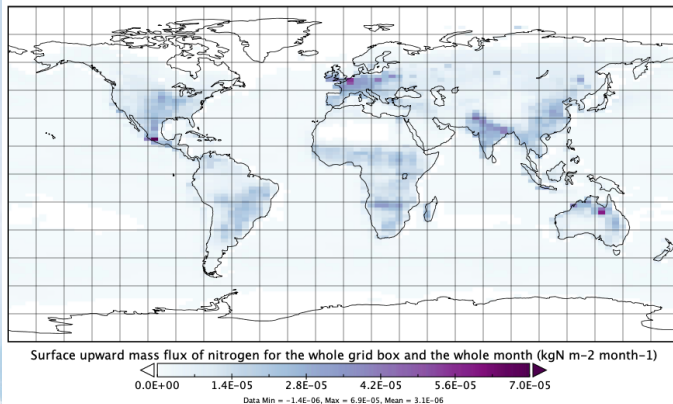 Surface upward mass flux of nitrogen for the whole grid box and the whole month (kgN m-2 month-1)
0.0E+00 1.4E-05 2.8E-05 4.2E-05 5.6E-05 7.0E-05
Data Min = -1.4E-06, Max = 6.9E-05, Mean = 3.1E-06